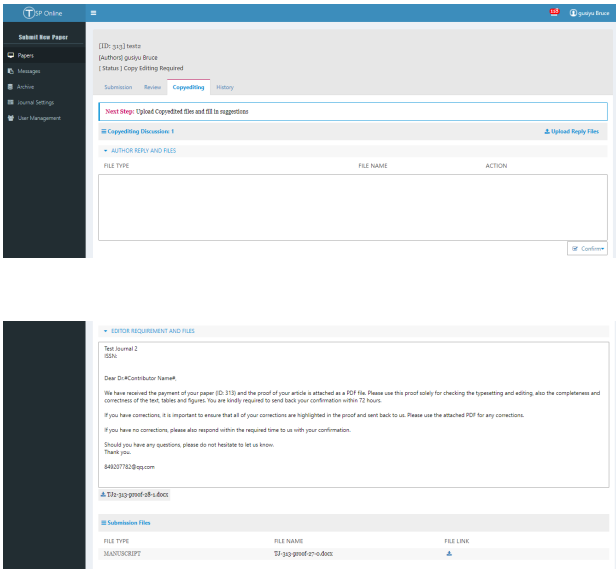 TSP Online
gusiyu Bruce
Submit New Paper
Papers
Messages
Archive
Journal Settings
User Management
[ID: 313] test2
[Authors] gusiyu Bruce
[ Status ] Copy Editing Required
Submission Review Copyediting History
Next Step: Upload Copyedited files and fill in suggestions
Copyediting Discussion: 1 Upload Reply Files
AUTHOR REPLY AND FILES
FILE TYPE FILE NAME ACTION
Confirm
EDITOR REQUIREMENT AND FILES
Test Journal 2
ISSN:
Dear Dr.#Contributor Name#,
We have received the payment of your paper (ID: 313) and the proof of your article is attached as a PDF file. Please use this proof solely for checking the typesetting and editing, also the completeness and
correctness of the text, tables and figures. You are kindly required to send back your confirmation within 72 hours.
If you have corrections, it is important to ensure that all of your corrections are highlighted in the proof and sent back to us. Please use the attached PDF for any corrections.
If you have no corrections, please also respond within the required time to us with your confirmation.
Should you have any questions, please do not hesitate to let us know.
Thank you.
849207782@qq.com
TJ2-313-proof-28-1.docx
Submission Files
FILE TYPE FILE NAME FILE LINK
MANUSCRIPT TJ-313-proof-27-0.docx